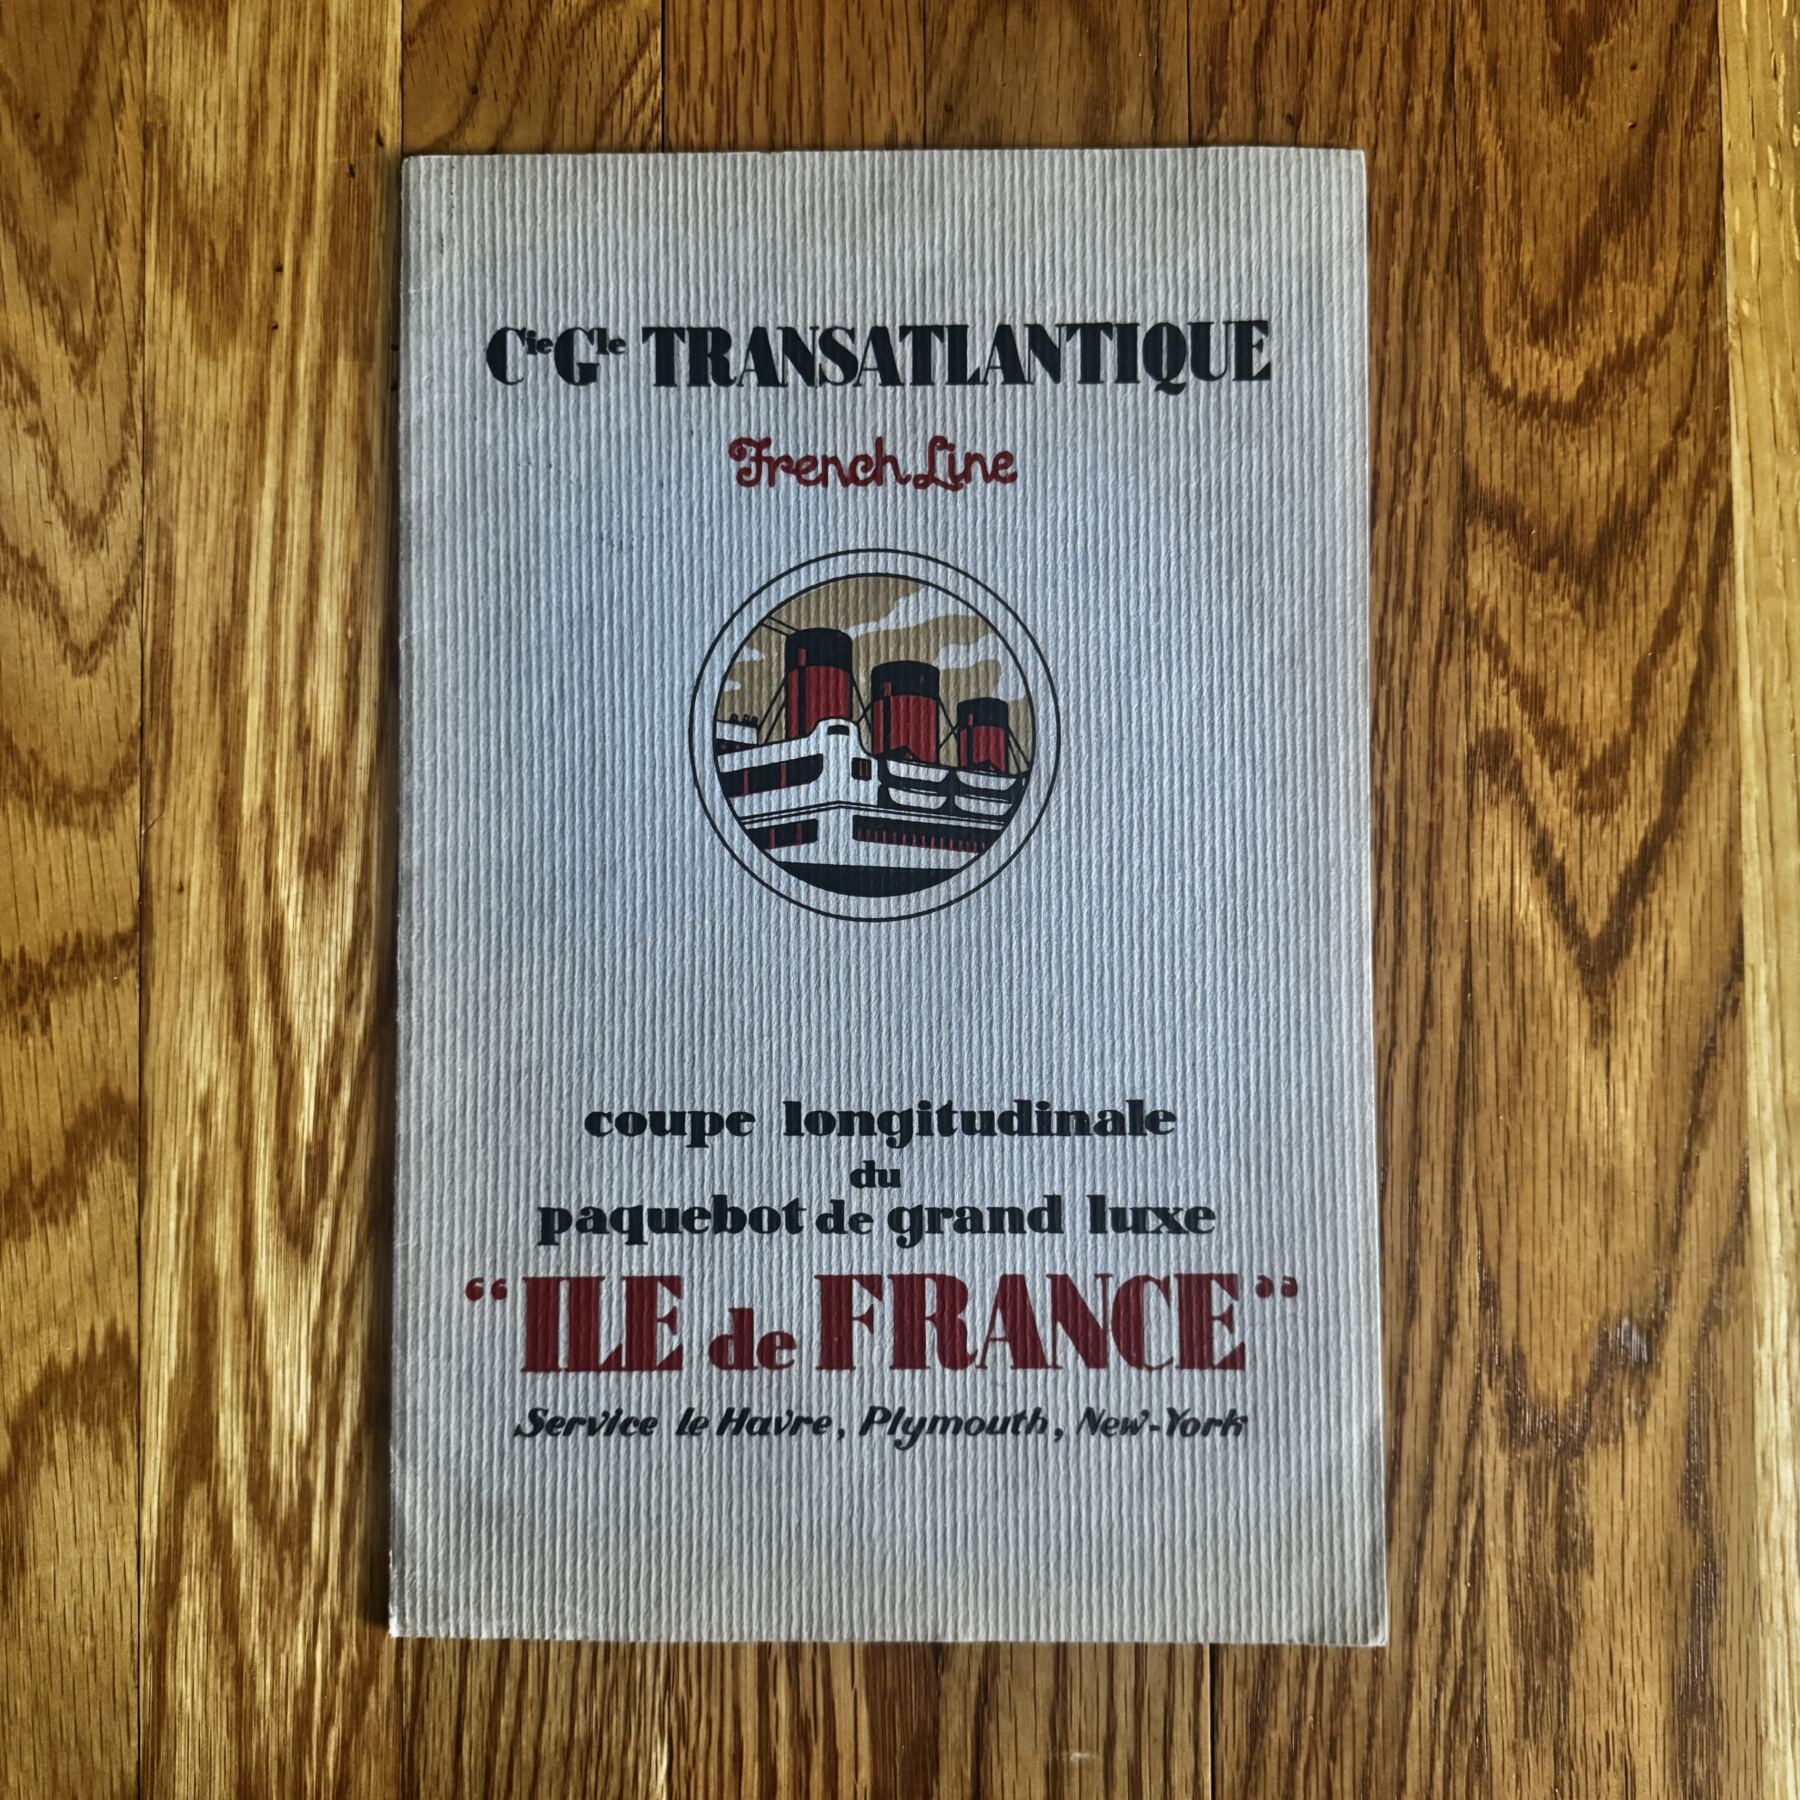 Cie Gle TRANSATLANTIQUE
French Line
coupe longitudinale
du
paquebot de grand luxe
“ILE de FRANCE”
Service le Havre, Plymouth, New-York